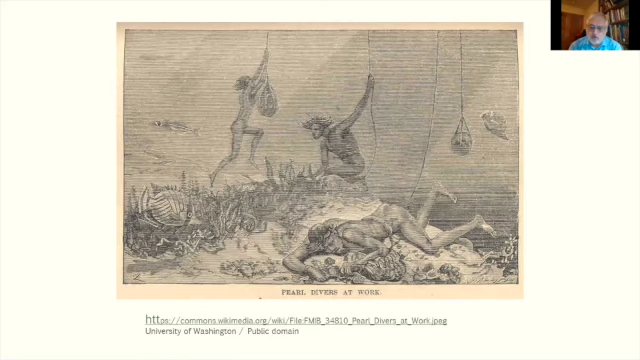 PEARL DIVERS AT WORK.
https://commons.wikimedia.org/wiki/File:FMIB_34810_Pearl_Divers_at_Work.jpeg
University of Washington / Public domain